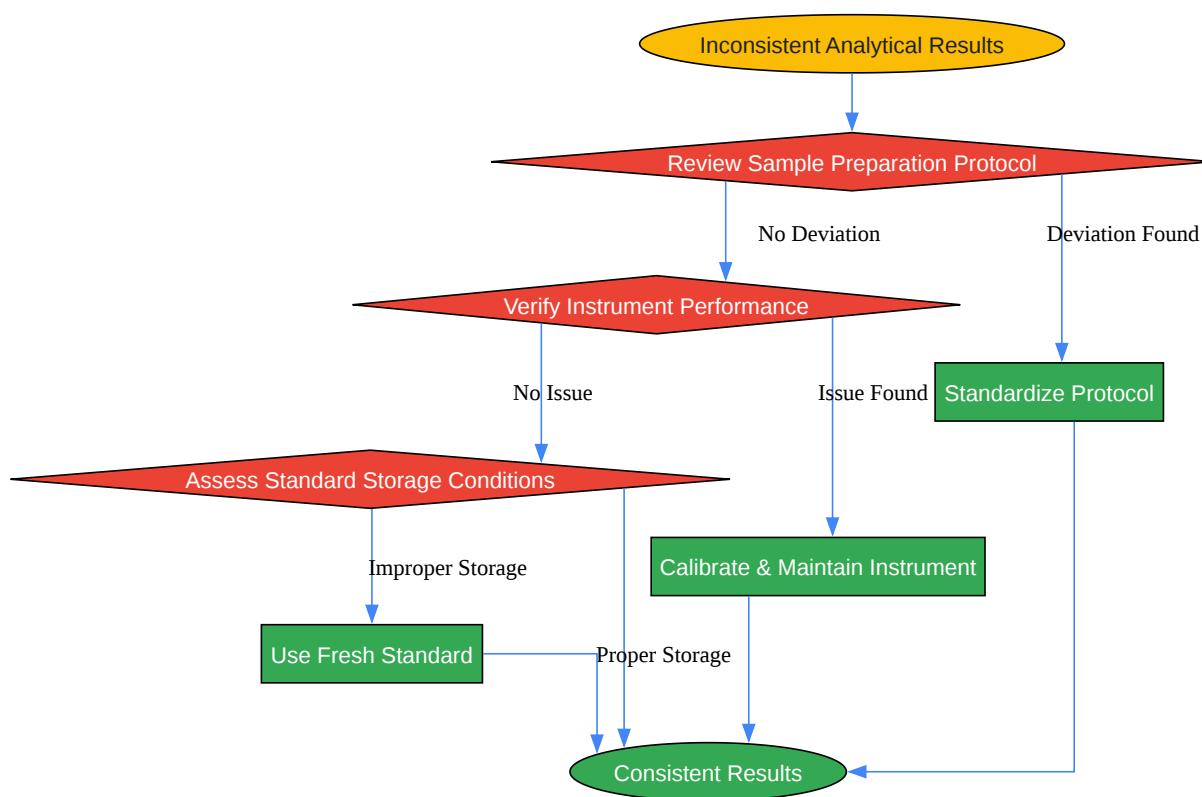 Inconsistent Analytical Results
Review Sample Preparation Protocol
No Deviation
Deviation Found
Verify Instrument Performance
No Issue
Issue Found
Standardize Protocol
Assess Standard Storage Conditions
Improper Storage
Calibrate & Maintain Instrument
Use Fresh Standard
Proper Storage
Consistent Results